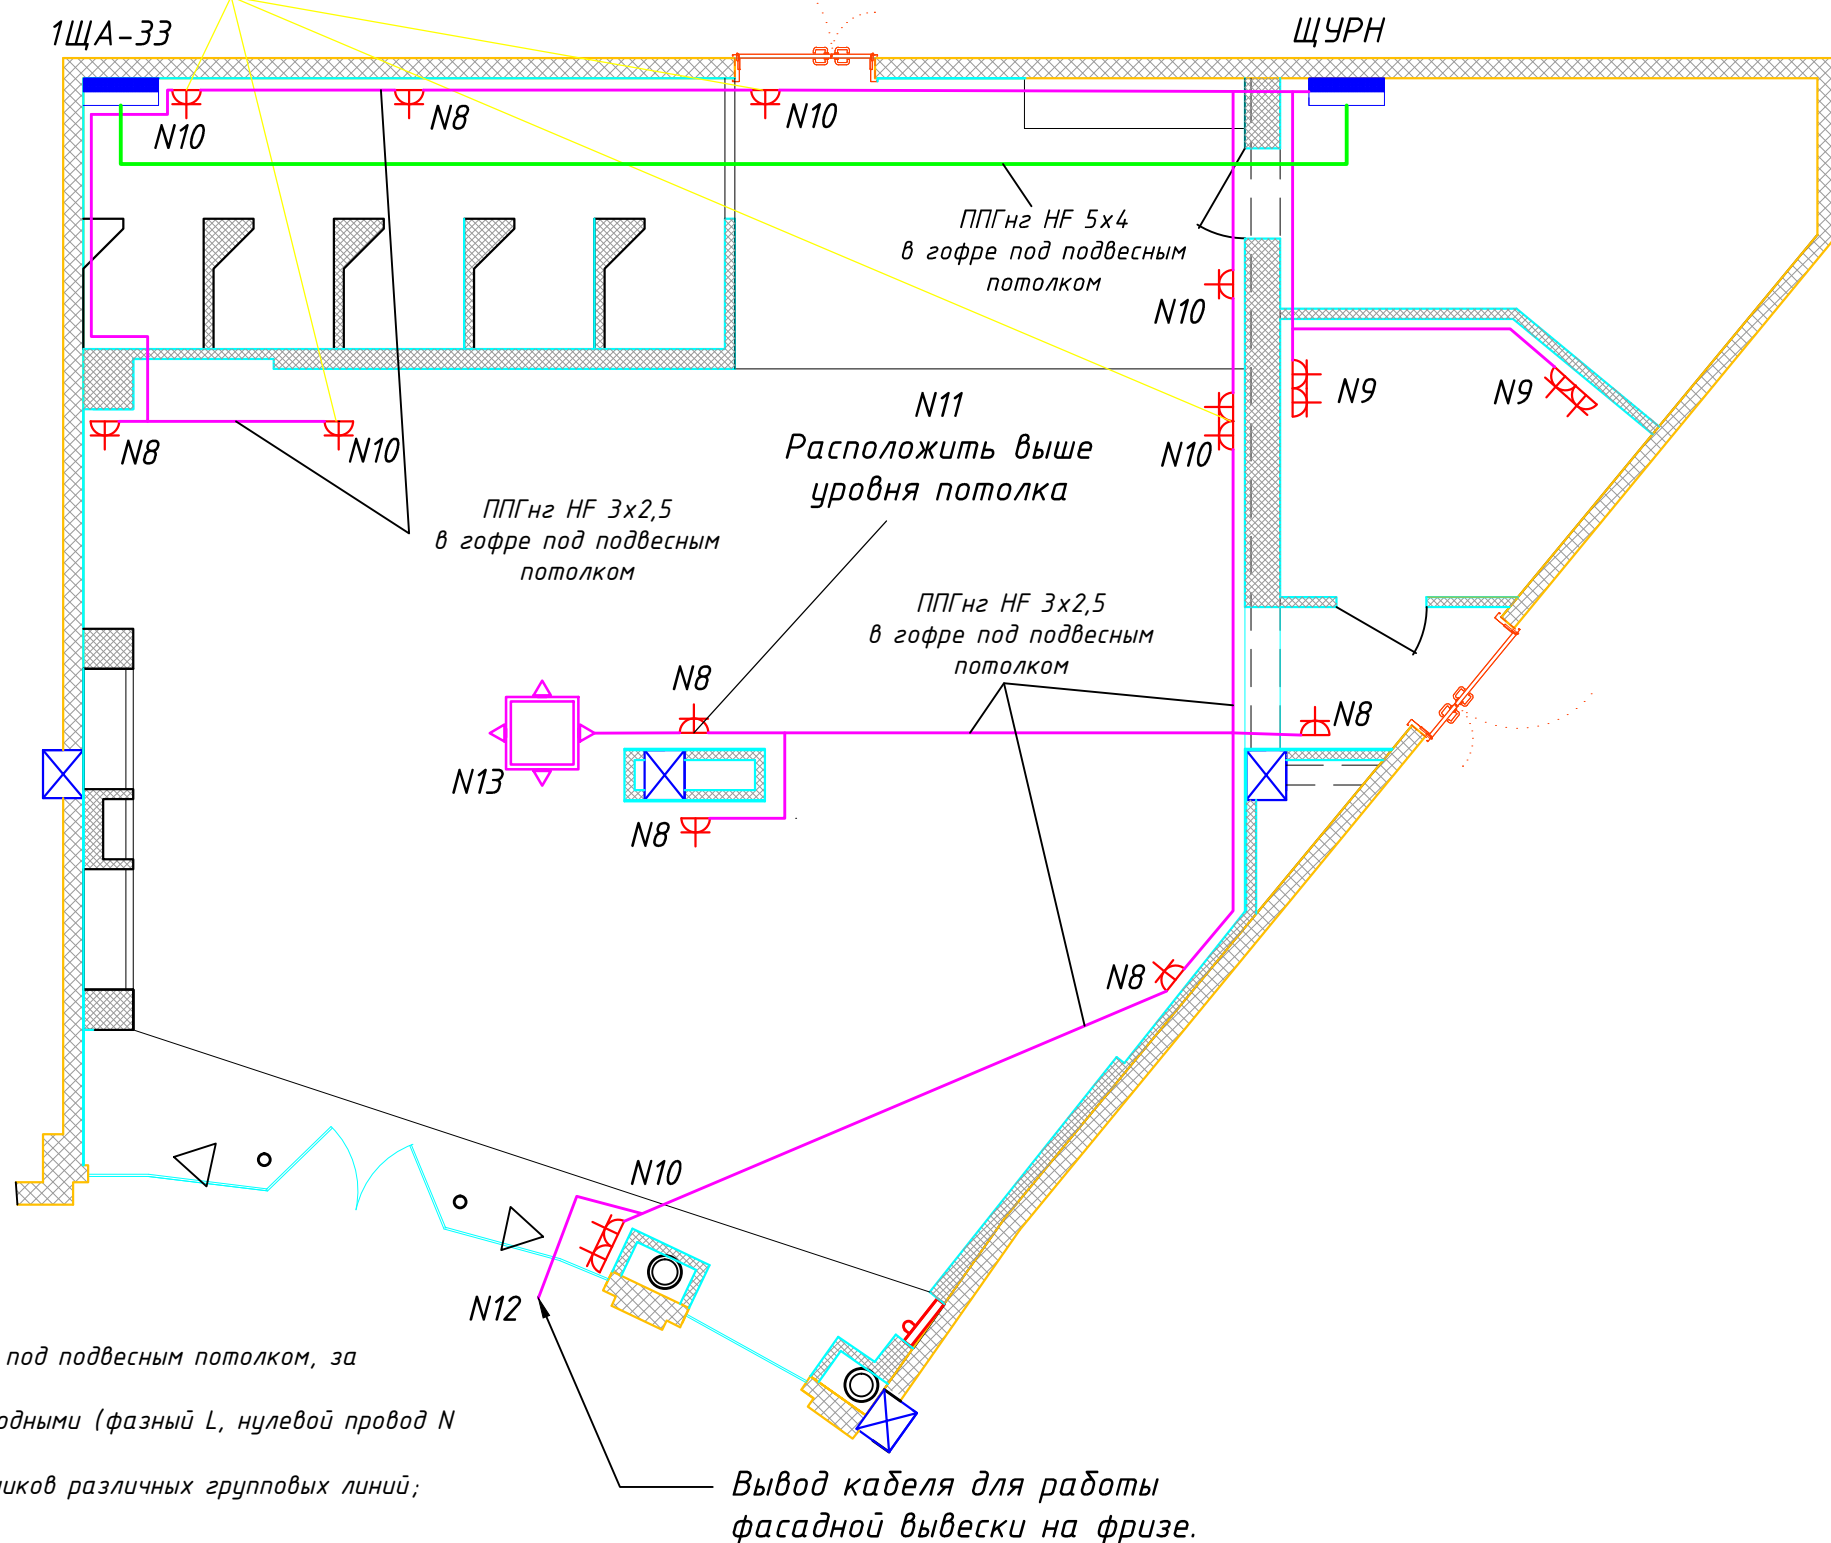 1ЩА-33
ЩУРН
N10
N8
N10
ППГнг HF 5х4
в гофре под подвесным
потолком
N10
N9
N9
N11
Расположить выше
уровня потолка
N8
N10
N10
ППГнг HF 3х2,5
в гофре под подвесным
потолком
ППГнг HF 3х2,5
в гофре под подвесным
потолком
N8
N8
N13
N8
N8
N10
N12
под подвесным потолком, за
одными (фазный L, нулевой провод N
иков различных групповых линий;
Вывод кабеля для работы
фасадной вывески на фризе.